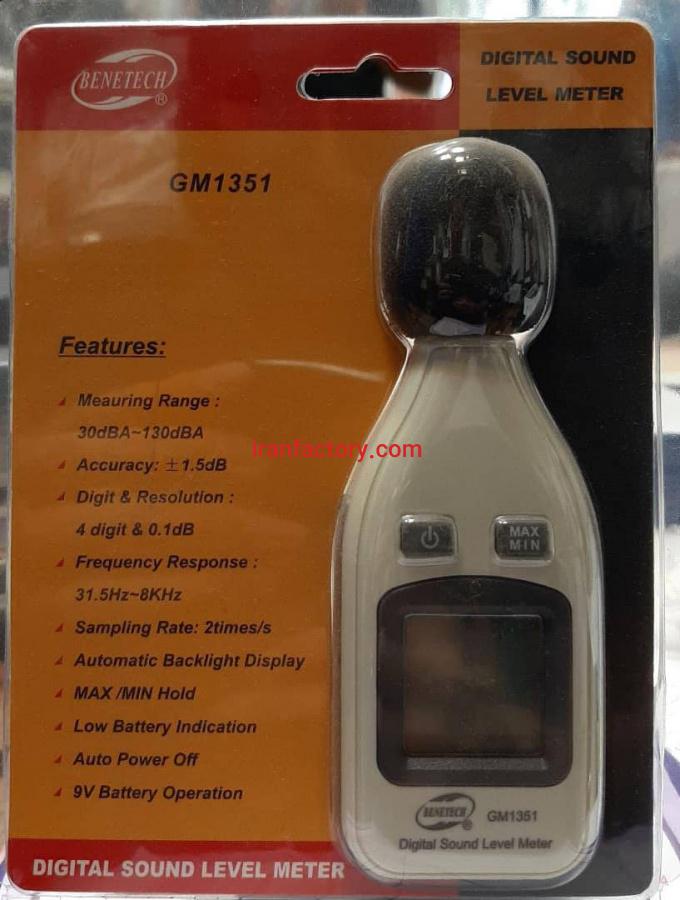 BENETECH
®
DIGITAL SOUND
LEVEL METER
GM1351
Features:
Meauring Range :
30dBA~130dBA
iranfactory.com
Accuracy: ±1.5dB
Digit & Resolution :
4 digit & 0.1dB
Frequency Response :
31.5Hz~8KHz
Sampling Rate: 2times/s
Automatic Backlight Display
MAX /MIN Hold
Low Battery Indication
Auto Power Off
9V Battery Operation
MAX
MIN
BENETECH
®
GM1351
Digital Sound Level Meter
DIGITAL SOUND LEVEL METER